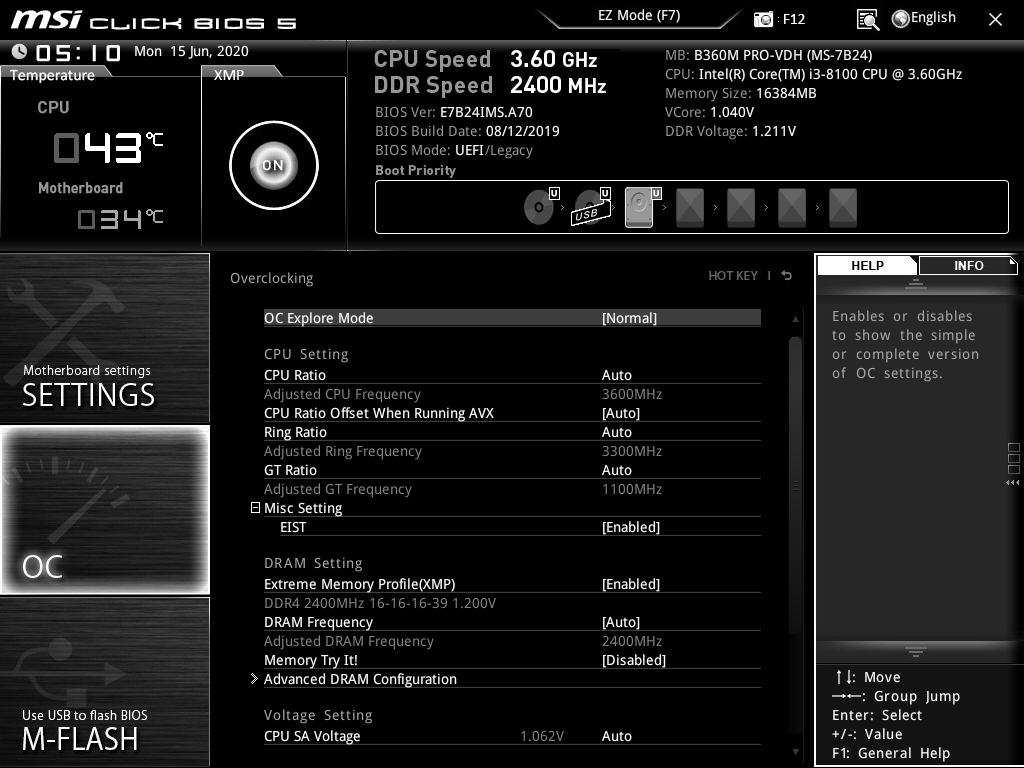 msi CLICK BIOS 5
EZ Mode (F7)
: F12
English
05:10 Mon 15 Jun, 2020
Temperature
CPU
043°C
Motherboard
034°C
XMP
ON
CPU Speed 3.60 GHz
DDR Speed 2400 MHz
BIOS Ver: E7B24IMS.A70
BIOS Build Date: 08/12/2019
BIOS Mode: UEFI/Legacy
Boot Priority
MB: B360M PRO-VDH (MS-7B24)
CPU: Intel(R) Core(TM) i3-8100 CPU @ 3.60GHz
Memory Size: 16384MB
VCore: 1.040V
DDR Voltage: 1.211V
U U U
USB
Motherboard settings
SETTINGS
OC
Use USB to flash BIOS
M-FLASH
Overclocking
HOT KEY
OC Explore Mode [Normal]
CPU Setting
CPU Ratio Auto
Adjusted CPU Frequency 3600MHz
CPU Ratio Offset When Running AVX [Auto]
Ring Ratio Auto
Adjusted Ring Frequency 3300MHz
GT Ratio Auto
Adjusted GT Frequency 1100MHz
Misc Setting
EIST [Enabled]
DRAM Setting
Extreme Memory Profile(XMP) [Enabled]
DDR4 2400MHz 16-16-16-39 1.200V
DRAM Frequency [Auto]
Adjusted DRAM Frequency 2400MHz
Memory Try It! [Disabled]
Advanced DRAM Configuration
Voltage Setting
CPU SA Voltage 1.062V Auto
HELP
INFO
Enables or disables
to show the simple
or complete version
of OC settings.
↑↓: Move
→←: Group Jump
Enter: Select
+/-: Value
F1: General Help